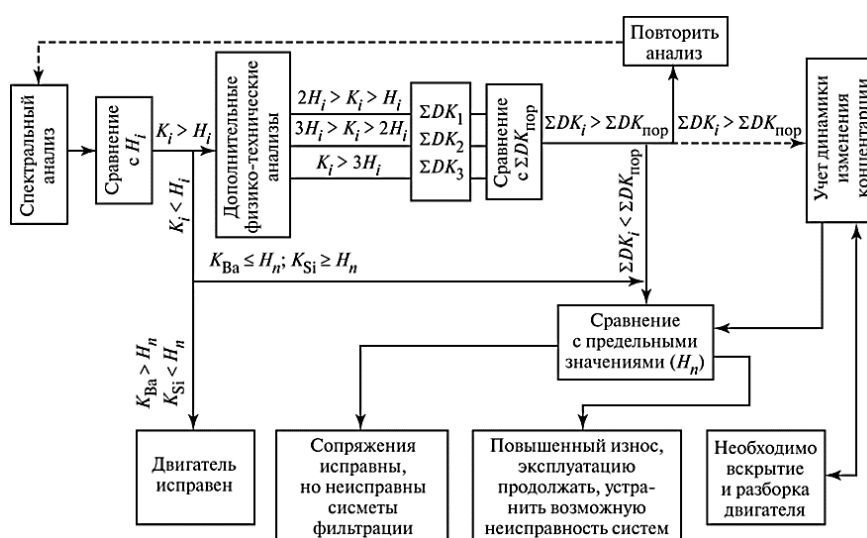 Повторить
анализ
Спектральный
анализ
Сравнение
с Hi
Ki > Hi
Ki < Hi
Дополнительные
физико-технические
анализы
2Hi > Ki > Hi
3Hi > Ki > 2Hi
Ki > 3Hi
ΣDK1
ΣDK2
ΣDK3
Сравнение
с ΣDKпор
ΣDKi > ΣDKпор
ΣDKi > ΣDKпор
Учет динамики
изменения
концентарции
ΣDKi < ΣDKпор
KBa ≤ Hn; KSi ≥ Hn
KBa > Hn
KSi < Hn
Сравнение
с предельными
значениями (Hn)
Двигатель
исправен
Сопряжения
исправны,
но неисправны
сисметы
фильтрации
Повышенный износ,
эксплуатацию
продолжать, устра-
нить возможную
неисправность систем
Необходимо
вскрытие
и разборка
двигателя